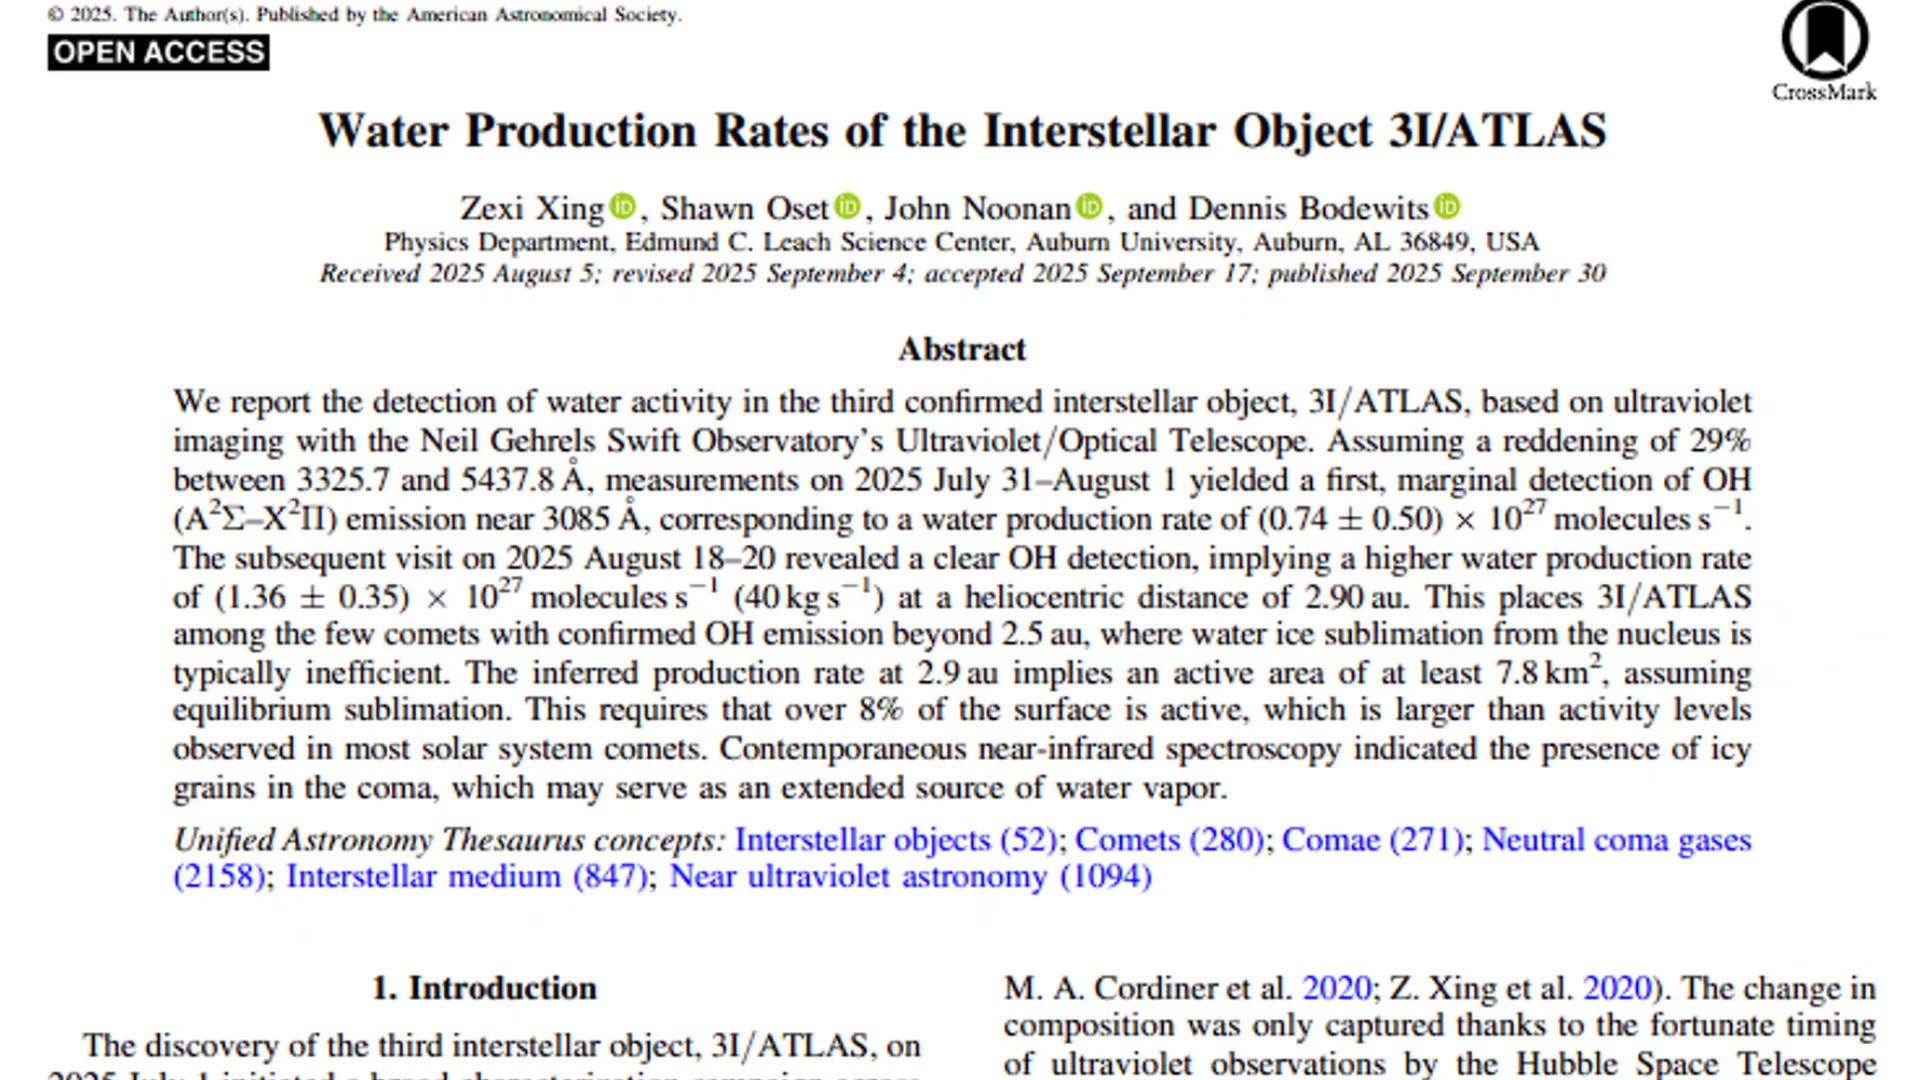 © 2025. The Author(s). Published by the American Astronomical Society.
OPEN ACCESS
CrossMark
Water Production Rates of the Interstellar Object 3I/ATLAS
Zexi Xing, Shawn Oset, John Noonan, and Dennis Bodewits
Physics Department, Edmund C. Leach Science Center, Auburn University, Auburn, AL 36849, USA
Received 2025 August 5; revised 2025 September 4; accepted 2025 September 17; published 2025 September 30
Abstract
We report the detection of water activity in the third confirmed interstellar object, 3I/ATLAS, based on ultraviolet
imaging with the Neil Gehrels Swift Observatory’s Ultraviolet/Optical Telescope. Assuming a reddening of 29%
between 3325.7 and 5437.8 Å, measurements on 2025 July 31–August 1 yielded a first, marginal detection of OH
(A²Σ–X²Π) emission near 3085 Å, corresponding to a water production rate of (0.74 ± 0.50) × 10²⁷ molecules s⁻¹.
The subsequent visit on 2025 August 18–20 revealed a clear OH detection, implying a higher water production rate
of (1.36 ± 0.35) × 10²⁷ molecules s⁻¹ (40 kg s⁻¹) at a heliocentric distance of 2.90 au. This places 3I/ATLAS
among the few comets with confirmed OH emission beyond 2.5 au, where water ice sublimation from the nucleus is
typically inefficient. The inferred production rate at 2.9 au implies an active area of at least 7.8 km², assuming
equilibrium sublimation. This requires that over 8% of the surface is active, which is larger than activity levels
observed in most solar system comets. Contemporaneous near-infrared spectroscopy indicated the presence of icy
grains in the coma, which may serve as an extended source of water vapor.
Unified Astronomy Thesaurus concepts: Interstellar objects (52); Comets (280); Comae (271); Neutral coma gases
(2158); Interstellar medium (847); Near ultraviolet astronomy (1094)
1. Introduction
The discovery of the third interstellar object, 3I/ATLAS, on
2025 July 1 initiated a broad characterization campaign across
M. A. Cordiner et al. 2020; Z. Xing et al. 2020). The change in
composition was only captured thanks to the fortunate timing
of ultraviolet observations by the Hubble Space Telescope